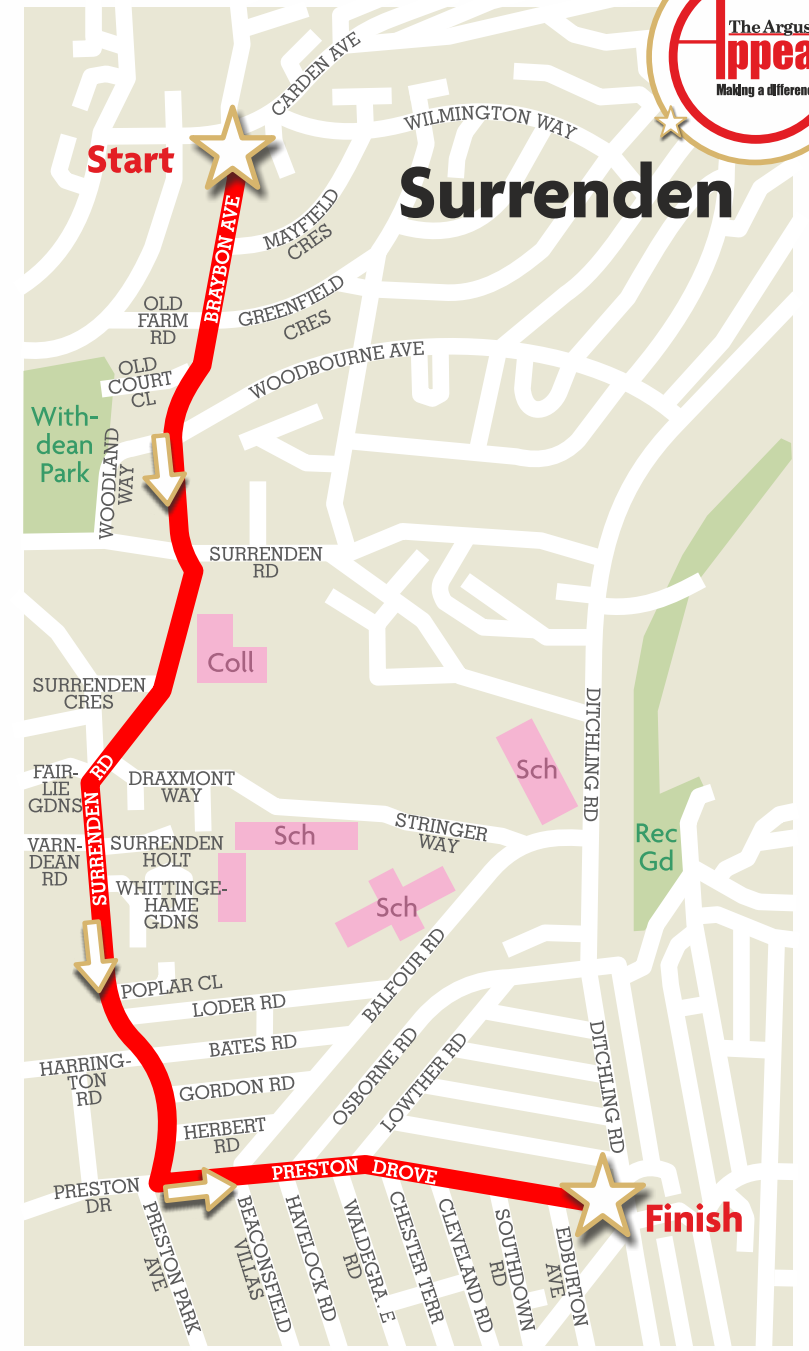 The Argus
Appea
Making a differenc
CARDEN AVE
WILMINGTON WAY
Start
Surrenden
BRAYBON AVE
MAYFIELD
CRES
OLD
FARM
RD
GREENFIELD
CRES
OLD
COURT
CL
WOODBOURNE AVE
With-
dean
Park
WOODLAND
WAY
SURRENDEN
RD
Coll
SURRENDEN
CRES
DITCHLING RD
Sch
FAIR-
LIE
GDNS
SURRENDEN RD
DRAXMONT
WAY
STRINGER
WAY
Sch
Rec
Gd
VARN-
DEAN
RD
SURRENDEN
HOLT
WHITTINGE-
HAME
GDNS
Sch
POPLAR CL
LODER RD
BALFOUR RD
BATES RD
HARRING-
TON
RD
GORDON RD
OSBORNE RD
LOWTHER RD
DITCHLING RD
HERBERT
RD
PRESTON DROVE
PRESTON
DR
Finish
PRESTON PARK
AVE
BEACONSFIELD
VILLAS
HAVELOCK RD
WALDEGRA. E
RD
CHESTER TERR
CLEVELAND RD
SOUTHDOWN
RD
EDBURTON
AVE